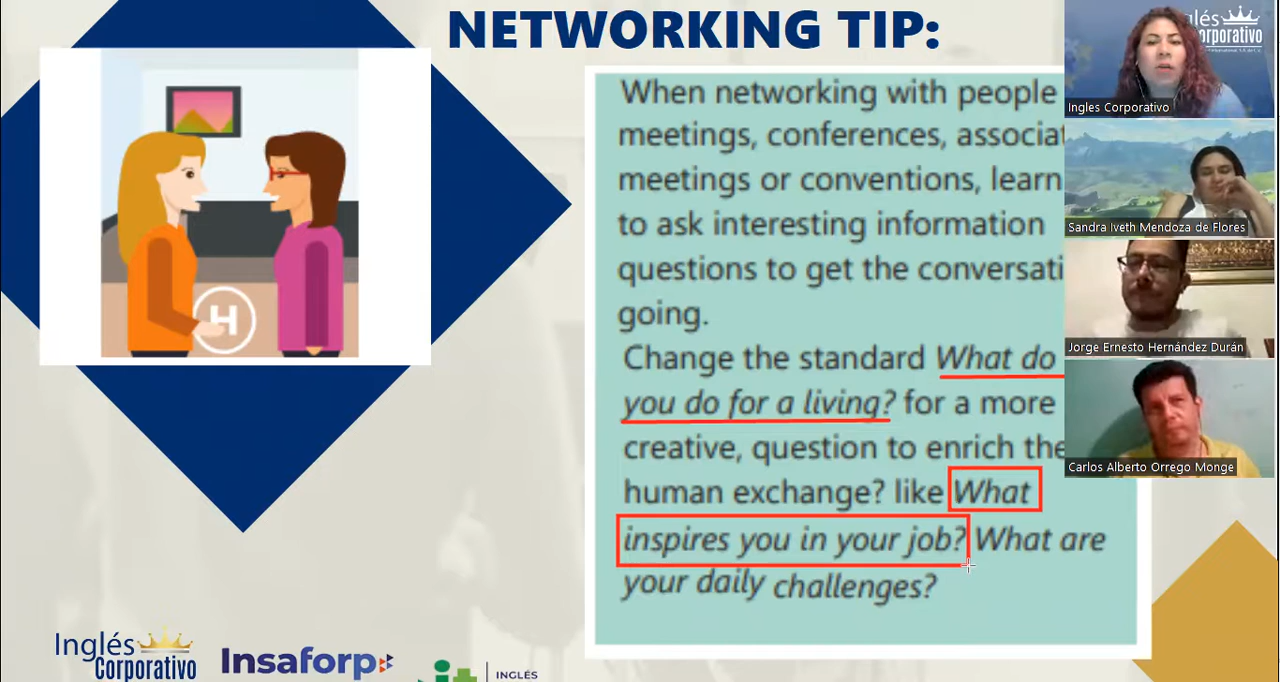 NETWORKING TIP:
When networking with people
meetings, conferences,
meetings or conventions, learn
to ask interesting information
questions to get the
going.
Change the standard What do
you do for a living? for a more
creative, question to enrich the
human exchange? like What
inspires you in your job? What are
your daily challenges?
H
Inglés
Corporativo
Insaforp
INGLÉS
Corporativo
Ingles Corporativo
Sandra Iveth Mendoza de Flores
Jorge Ernesto Hernández Durán
Carlos Alberto Orrego Monge